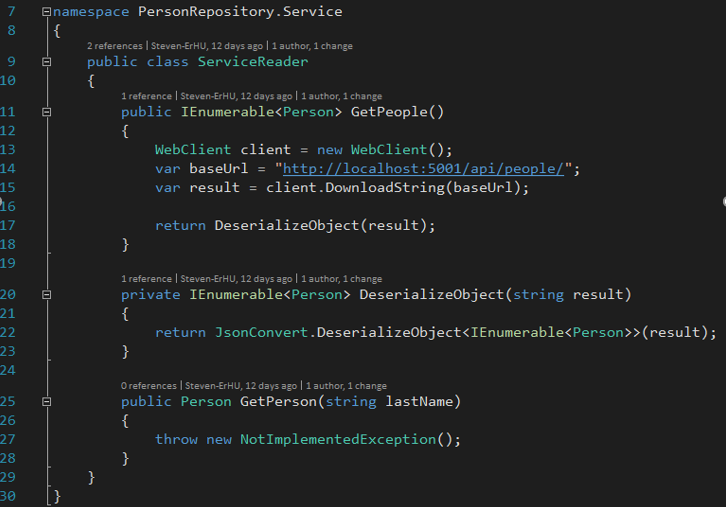 7 namespace PersonRepository.Service
8 {
2 references | Steven-ErHU, 12 days ago | 1 author, 1 change
9 public class ServiceReader
10 {
1 reference | Steven-ErHU, 12 days ago | 1 author, 1 change
11 public IEnumerable<Person> GetPeople()
12 {
13 WebClient client = new WebClient();
14 var baseUrl = "http://localhost:5001/api/people/";
15 var result = client.DownloadString(baseUrl);
16
17 return DeserializeObject(result);
18 }
19
1 reference | Steven-ErHU, 12 days ago | 1 author, 1 change
20 private IEnumerable<Person> DeserializeObject(string result)
21 {
22 return JsonConvert.DeserializeObject<IEnumerable<Person>>(result);
23 }
24
0 references | Steven-ErHU, 12 days ago | 1 author, 1 change
25 public Person GetPerson(string lastName)
26 {
27 throw new NotImplementedException();
28 }
29 }
30 }